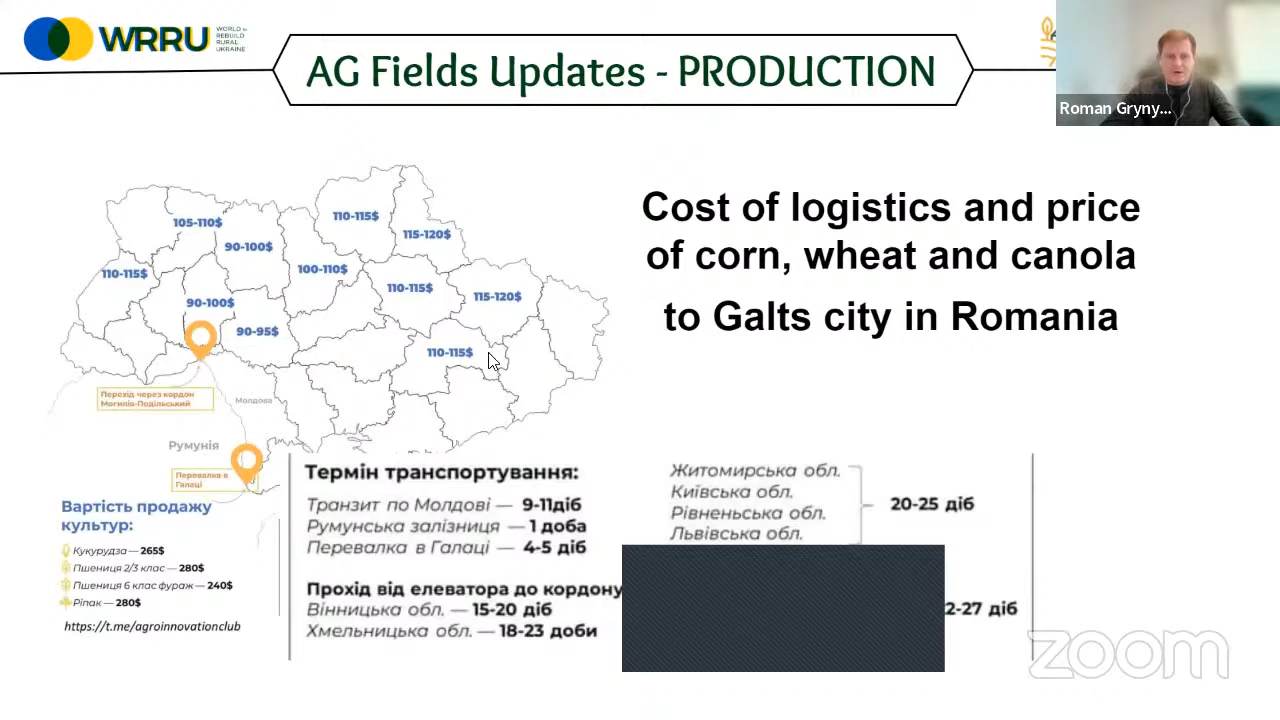 WRRU
WORLD to
REBUILD
RURAL
UKRAINE
AG Fields Updates - PRODUCTION
Roman Gryny...
Cost of logistics and price
of corn, wheat and canola
to Galts city in Romania
105-110$
90-100$
110-115$
115-120$
110-115$
100-110$
90-100$
110-115$
115-120$
90-95$
110-115$
Перехід через кордон
Могилів-Подільський
Молдова
Румунія
Перевалка в
Галаці
Вартість продажу
культур:
Кукурудза — 265$
Пшениця 2/3 клас — 280$
Пшениця 6 клас фураж — 240$
Ріпак — 280$
https://t.me/agroinnovationclub
Термін транспортування:
Транзит по Молдові — 9-11діб
Румунська залізниця — 1 доба
Перевалка в Галаці — 4-5 діб
Прохід від елеватора до кордону
Вінницька обл. — 15-20 діб
Хмельницька обл. — 18-23 доби
Житомирська обл.
Київська обл.
Рівненьська обл.
Львівська обл.
20-25 діб
2-27 діб
zoom